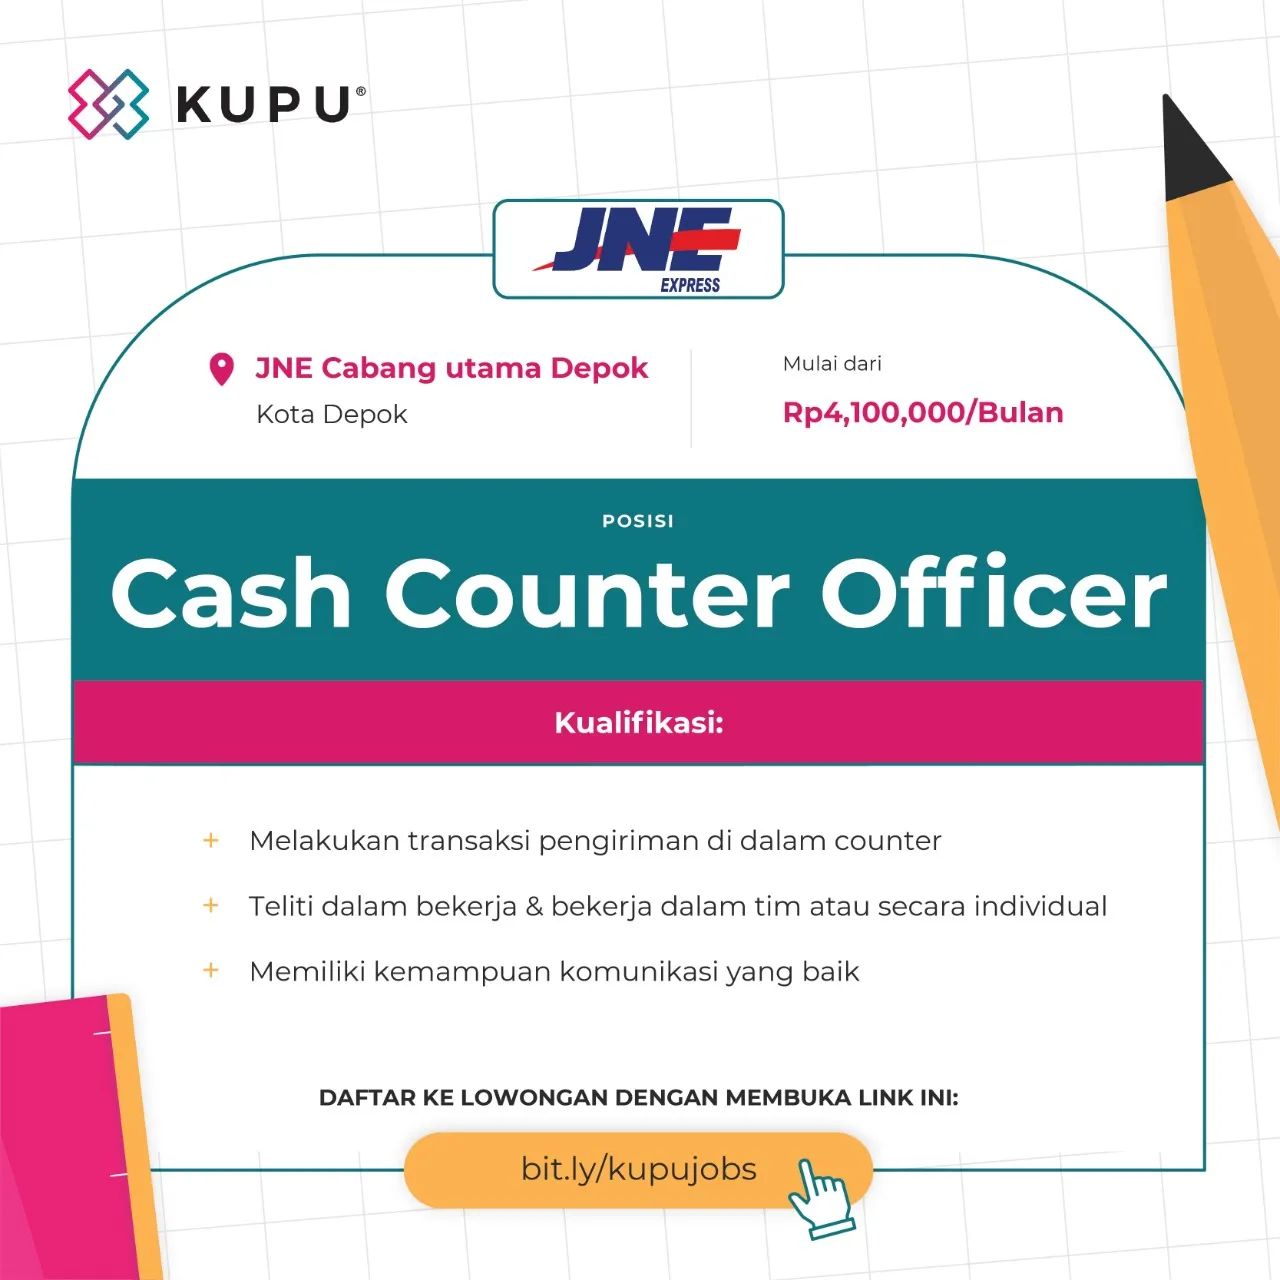 KUPU®
JNE
EXPRESS
JNE Cabang utama Depok
Kota Depok
Mulai dari
Rp4,100,000/Bulan
POSISI
Cash Counter Officer
Kualifikasi:
+ Melakukan transaksi pengiriman di dalam counter
+ Teliti dalam bekerja & bekerja dalam tim atau secara individual
+ Memiliki kemampuan komunikasi yang baik
DAFTAR KE LOWONGAN DENGAN MEMBUKA LINK INI:
bit.ly/kupujobs